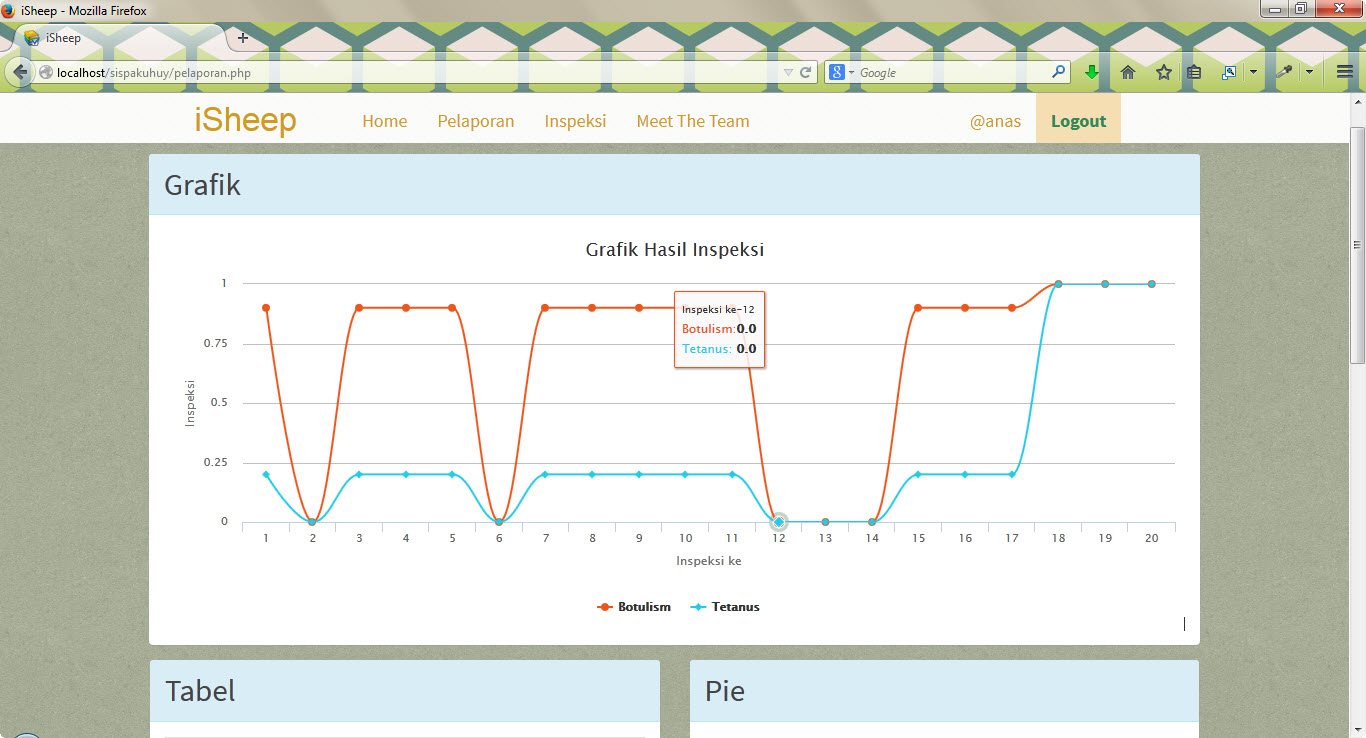 iSheep - Mozilla Firefox
iSheep
localhost/sispakuhuy/pelaporan.php
Google
iSheep Home Pelaporan Inspeksi Meet The Team @anas Logout
Grafik
Grafik Hasil Inspeksi
1
0.75
0.5
0.25
0
Inspeksi
Inspeksi ke-12
Botulism:0.0
Tetanus: 0.0
1 2 3 4 5 6 7 8 9 10 11 12 13 14 15 16 17 18 19 20
Inspeksi ke
Botulism Tetanus
Tabel Pie